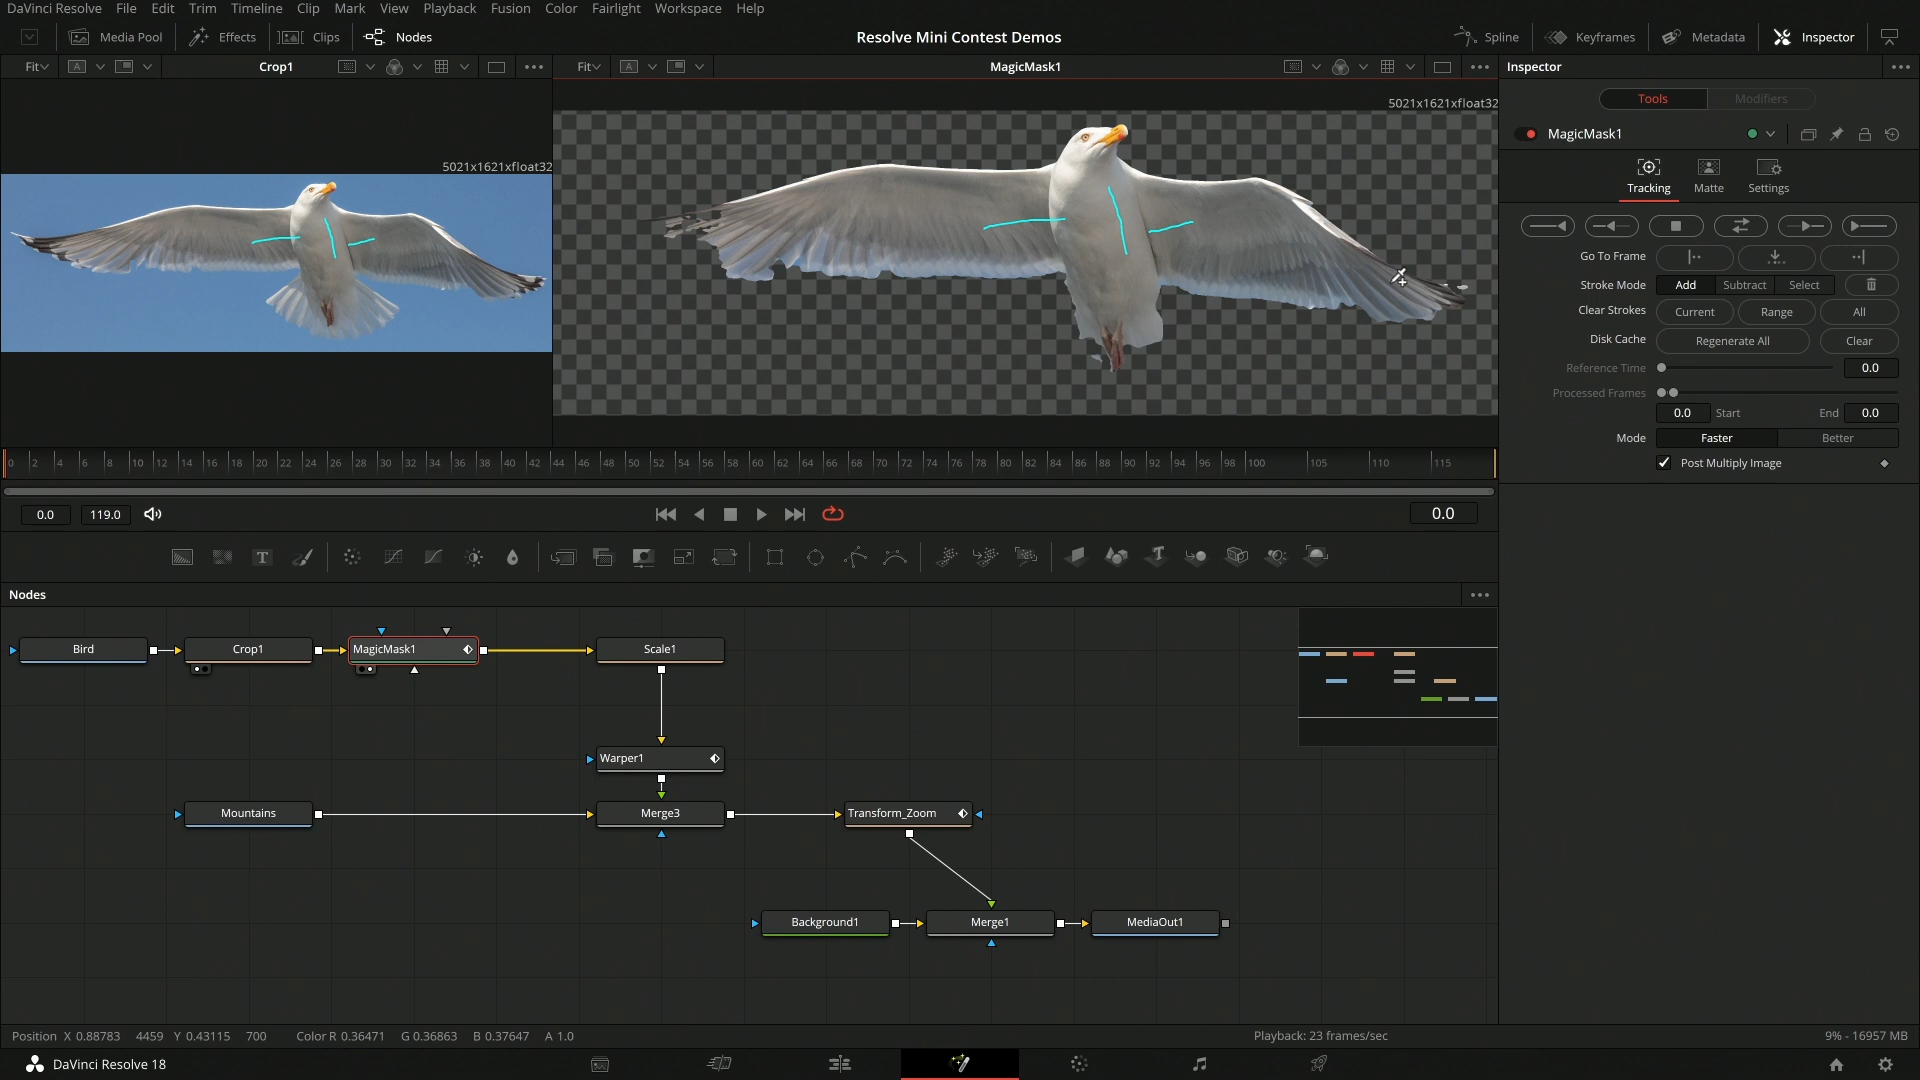 DaVinci Resolve File Edit Trim Timeline Clip Mark View Playback Fusion Color Fairlight Workspace Help
Media Pool Effects Clips Nodes Resolve Mini Contest Demos Spline Keyframes Metadata Inspector
Fit A Crop1 Fit A MagicMask1 Inspector
5021x1621xfloat32
5021x1621xfloat32
Tools Modifiers
MagicMask1
Tracking Matte Settings
Go To Frame
Stroke Mode Add Subtract Select
Clear Strokes Current Range All
Disk Cache Regenerate All Clear
Reference Time 0.0
Processed Frames
0.0 Start End 0.0
Mode Faster Better
Post Multiply Image
0 2 4 6 8 10 12 14 16 18 20 22 24 26 28 30 32 34 36 38 40 42 44 46 48 50 52 54 56 58 60 62 64 66 68 70 72 74 76 78 80 82 84 86 88 90 92 94 96 98 100 105 110 115
0.0 119.0 0.0
T
Nodes
Bird Crop1 MagicMask1 Scale1
Warper1
Mountains Merge3 Transform_Zoom
Background1 Merge1 MediaOut1
Position X 0.88783 4459 Y 0.43115 700 Color R 0.36471 G 0.36863 B 0.37647 A 1.0 Playback: 23 frames/sec 9% - 16957 MB
DaVinci Resolve 18